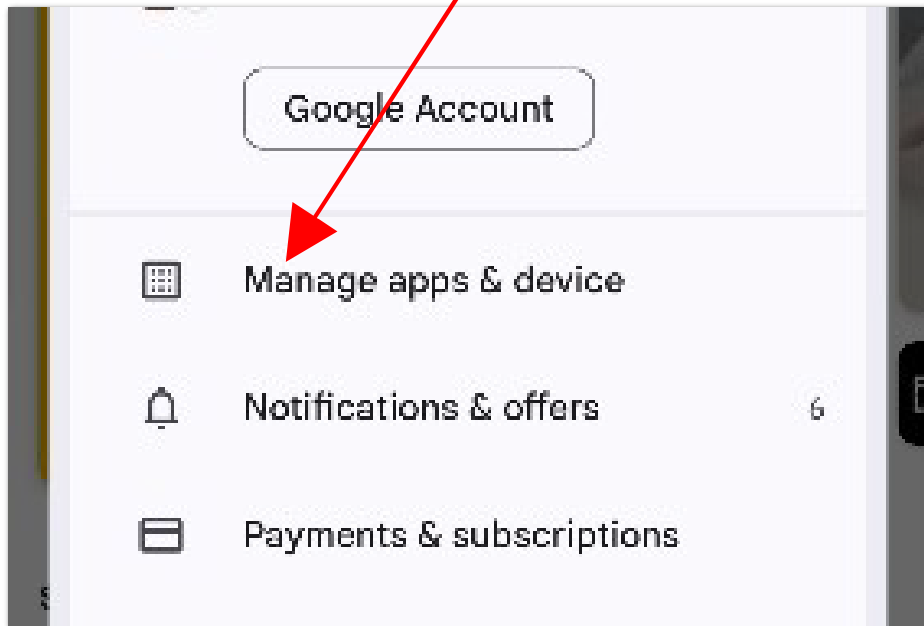 Google Account
Manage apps & device
Notifications & offers 6
Payments & subscriptions